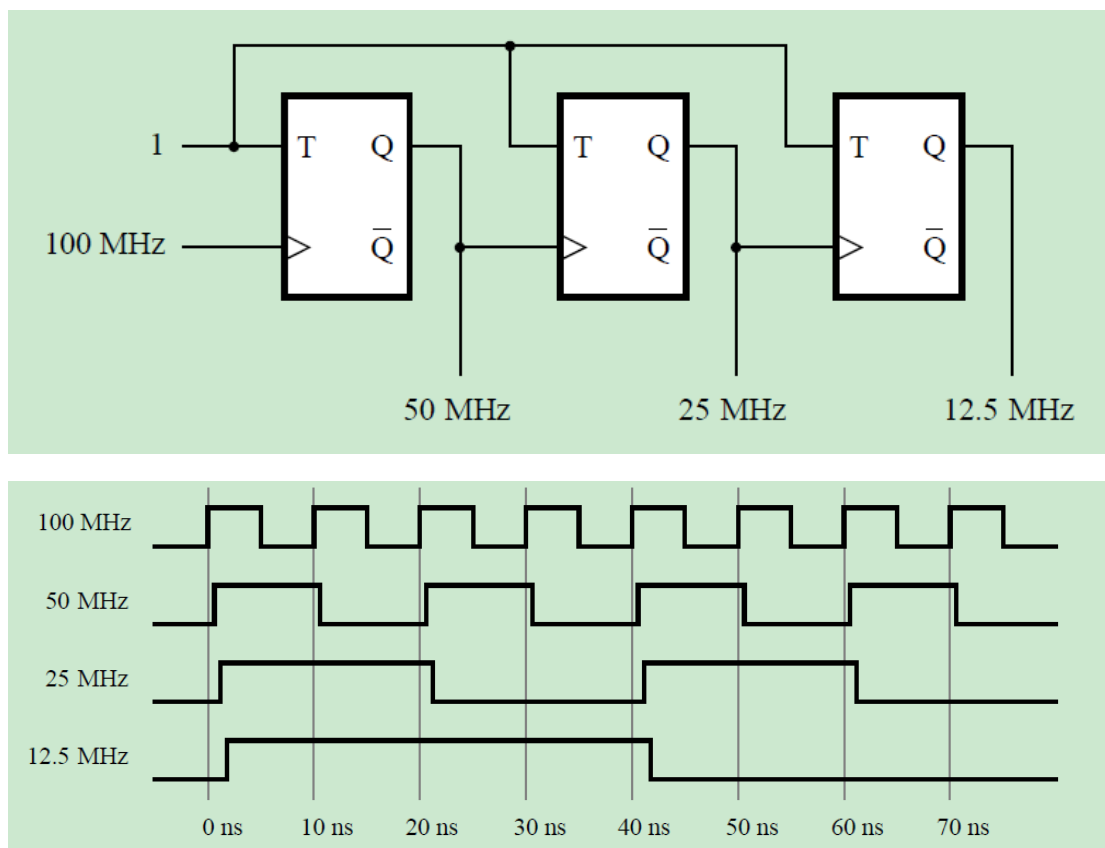 1 T Q T Q T Q
100 MHz Q̅ Q̅ Q̅
50 MHz 25 MHz 12.5 MHz
100 MHz
50 MHz
25 MHz
12.5 MHz
0 ns 10 ns 20 ns 30 ns 40 ns 50 ns 60 ns 70 ns